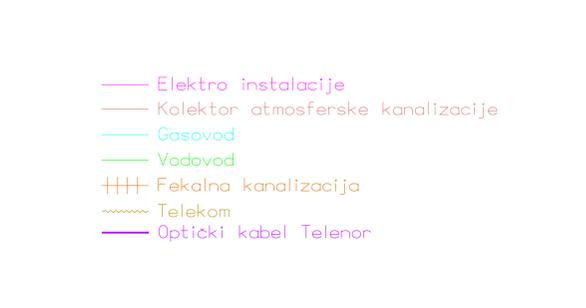 Elektro instalacije
Kolektor atmosferske kanalizacije
Gasovod
Vodovod
Fekalna kanalizacija
Telekom
Optički kabel Telenor